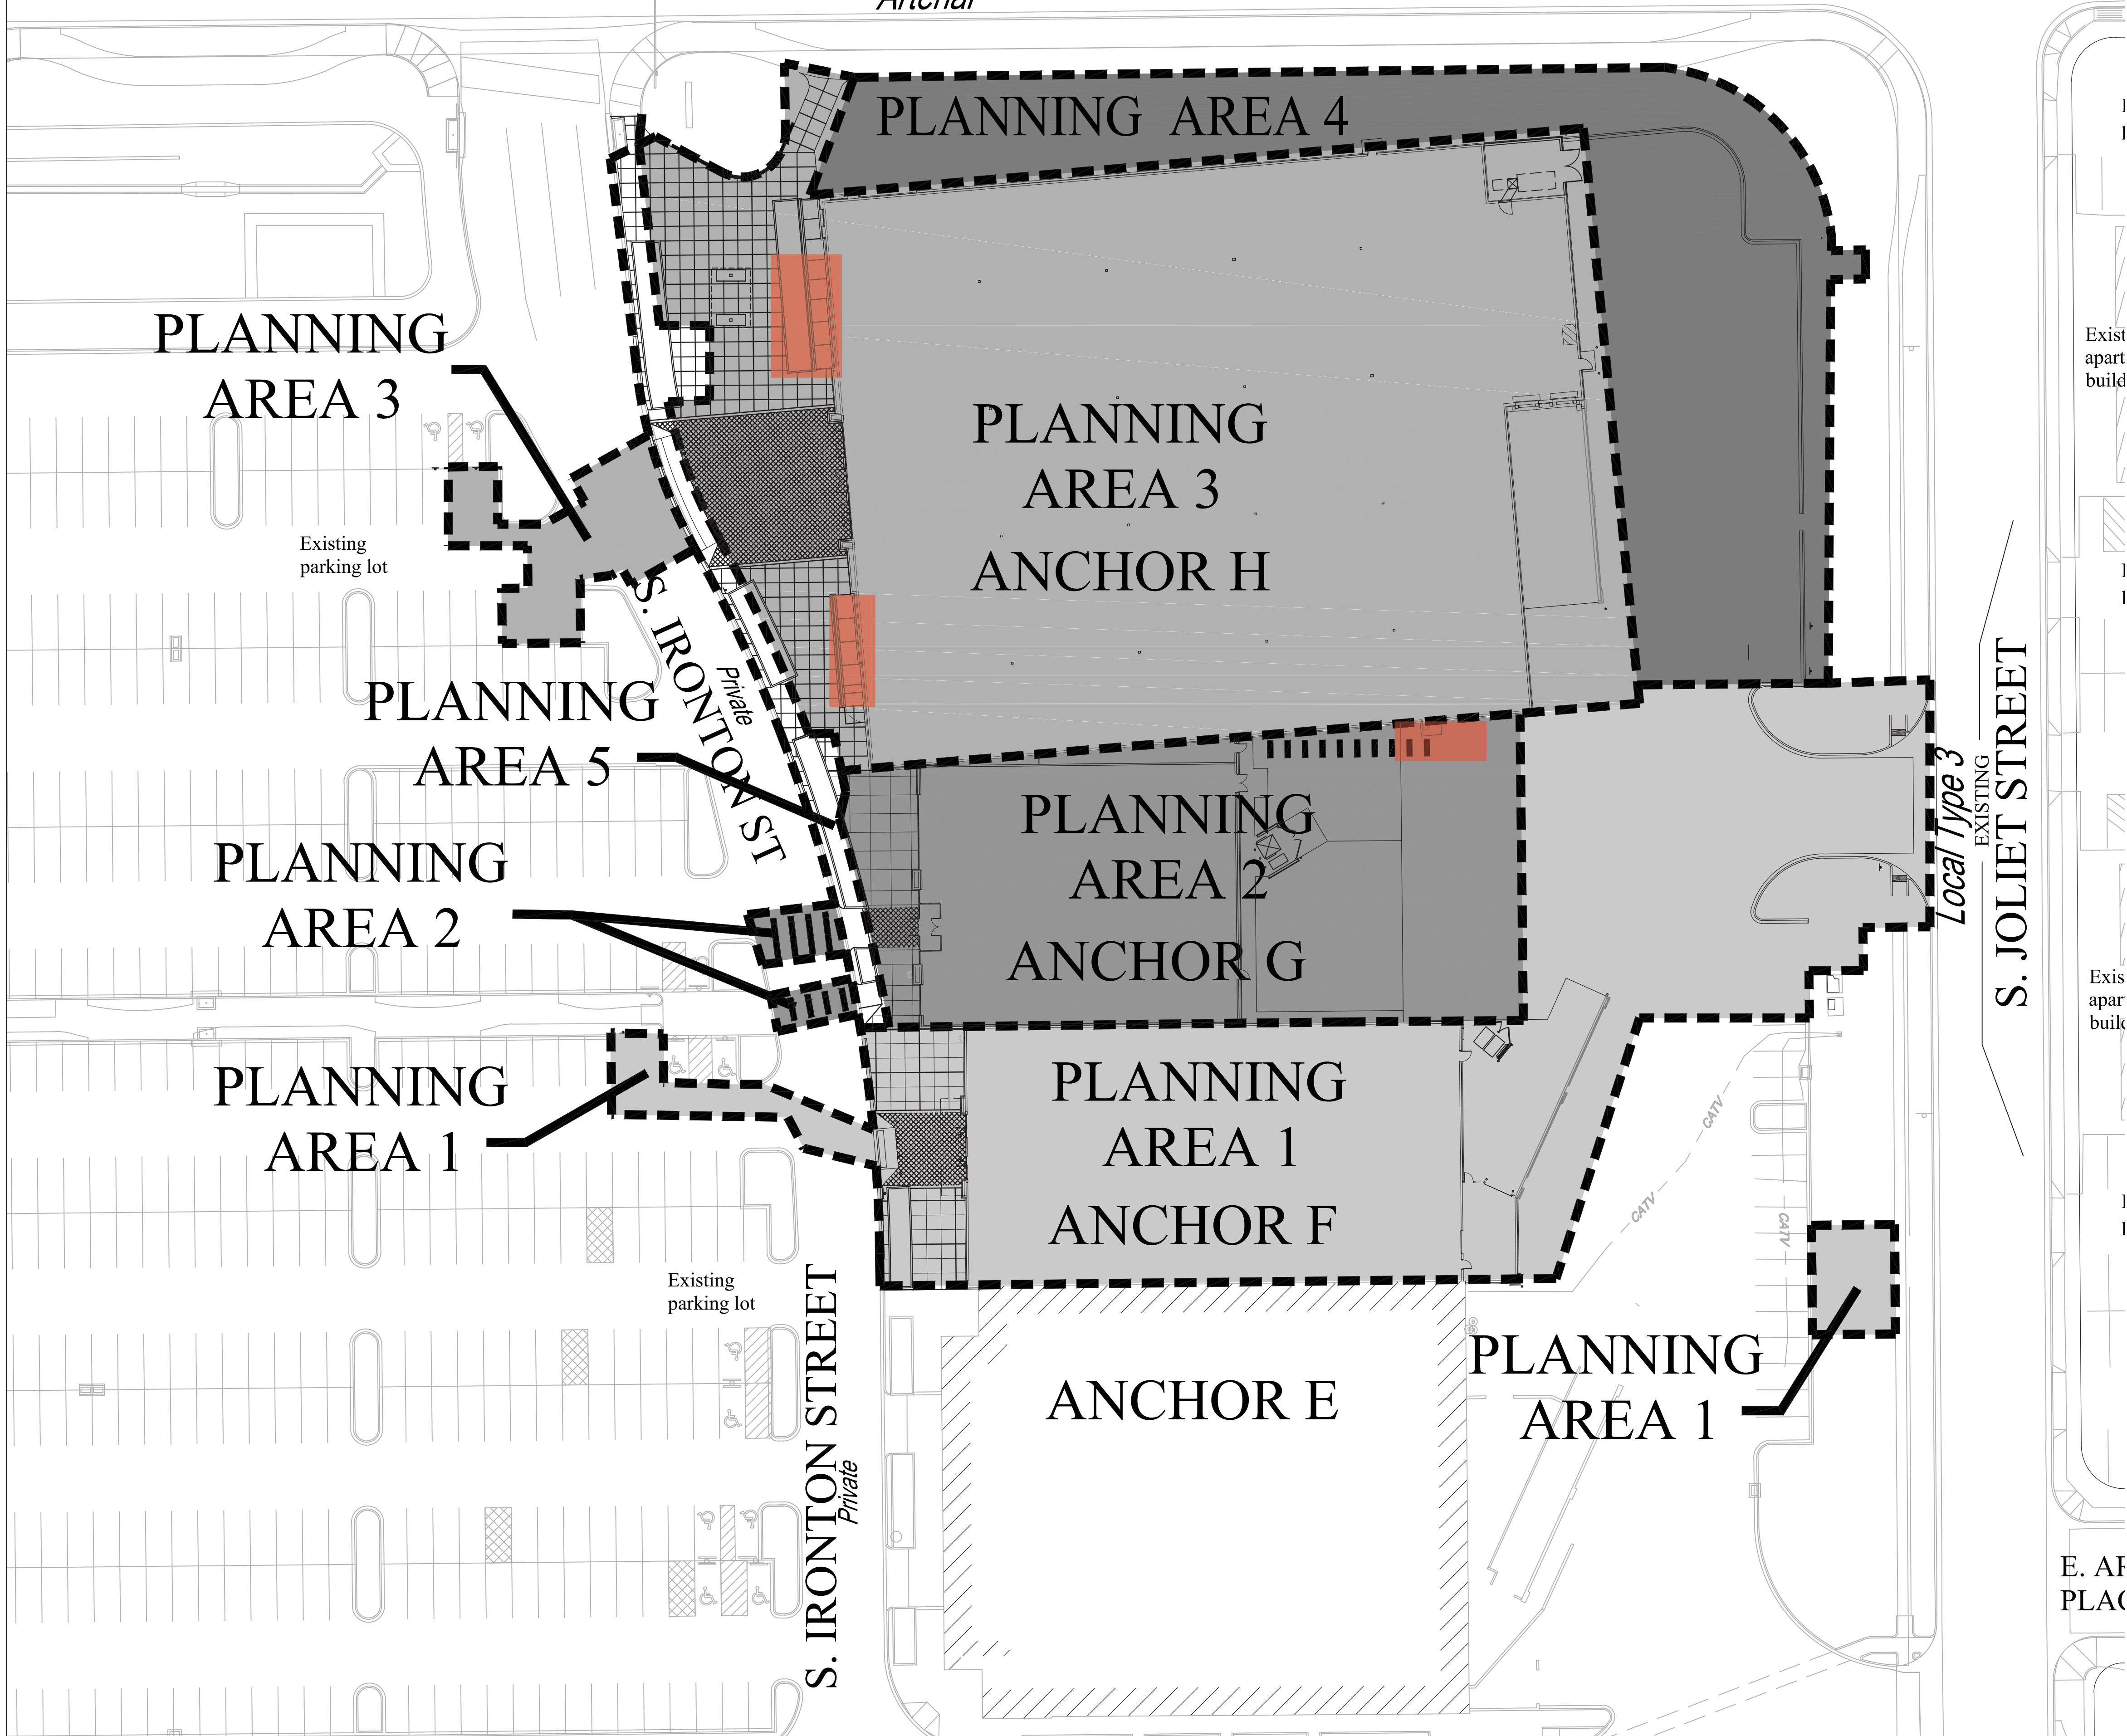 Arterial
PLANNING AREA 4
PLANNING
AREA 3
PLANNING
AREA 3
ANCHOR H
Existing
parking lot
S. IRONTON ST
Private
PLANNING
AREA 5
PLANNING
AREA 2
ANCHOR G
PLANNING
AREA 2
PLANNING
AREA 1
PLANNING
AREA 1
ANCHOR F
Existing
parking lot
S. IRONTON STREET
Private
ANCHOR E
PLANNING
AREA 1
CATV
CATV
CATV
Local Type 3
EXISTING
S. JOLIET STREET